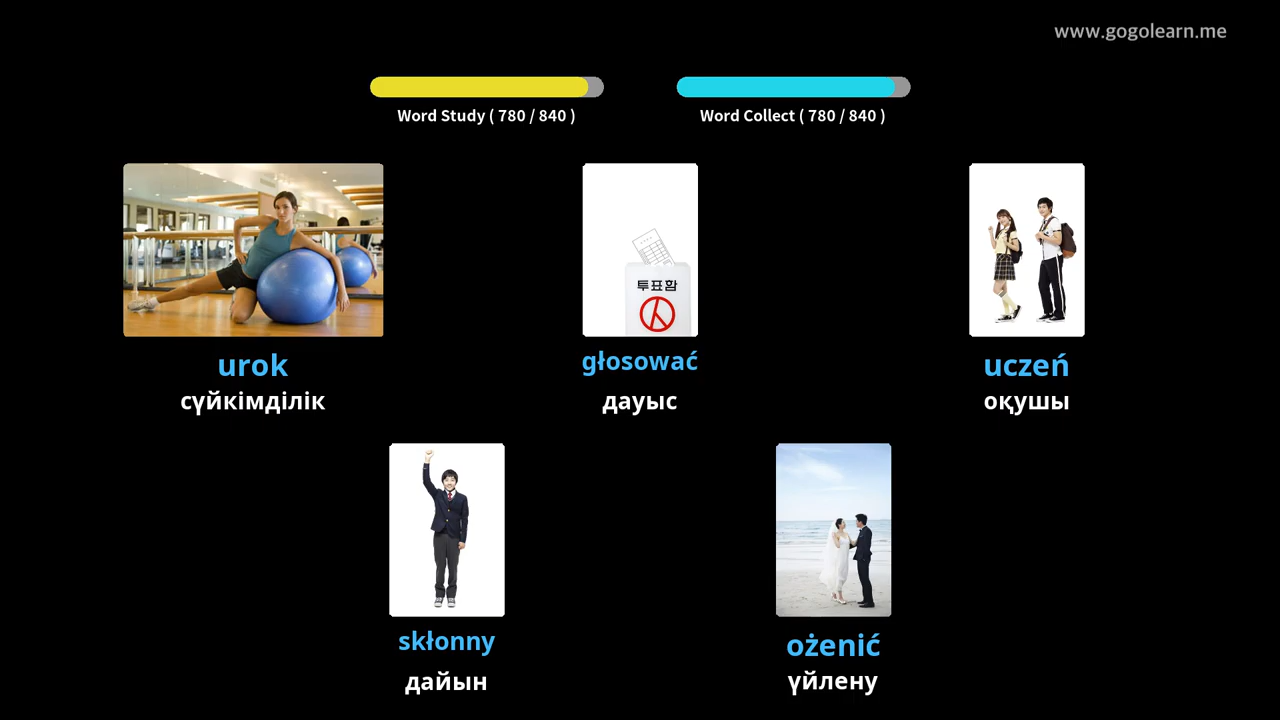 www.gogolearn.me
Word Study ( 780 / 840 )
Word Collect ( 780 / 840 )
투표함
urok
сүйкімділік
głosować
дауыс
uczeń
оқушы
skłonny
дайын
ożenić
үйлену